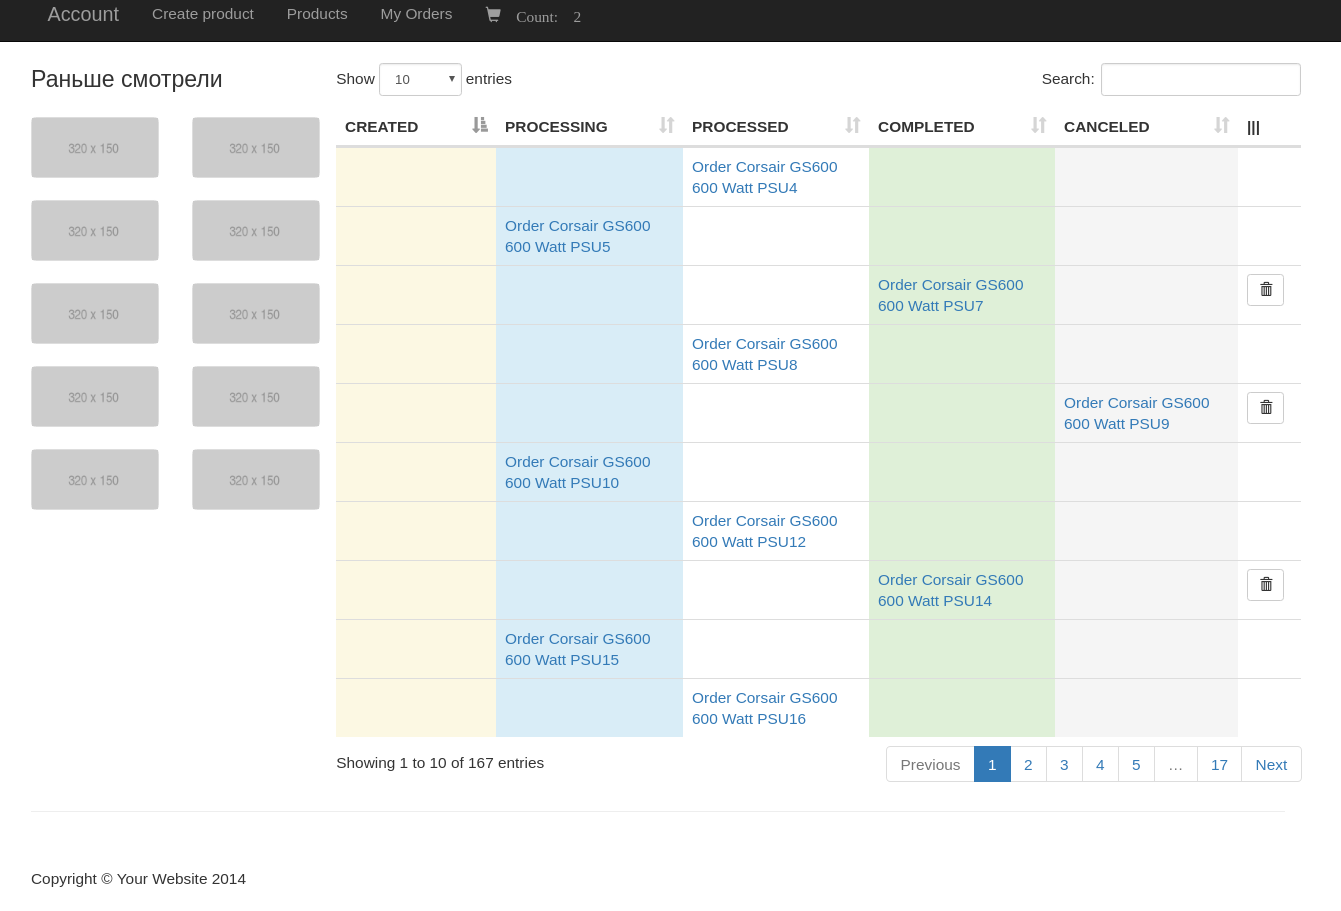 Account Create product Products My Orders Count: 2
Раньше смотрели
320 x 150 320 x 150
320 x 150 320 x 150
320 x 150 320 x 150
320 x 150 320 x 150
320 x 150 320 x 150
Show 10 entries Search:
CREATED PROCESSING PROCESSED COMPLETED CANCELED |||
Order Corsair GS600
600 Watt PSU4
Order Corsair GS600
600 Watt PSU5
Order Corsair GS600
600 Watt PSU7
Order Corsair GS600
600 Watt PSU8
Order Corsair GS600
600 Watt PSU9
Order Corsair GS600
600 Watt PSU10
Order Corsair GS600
600 Watt PSU12
Order Corsair GS600
600 Watt PSU14
Order Corsair GS600
600 Watt PSU15
Order Corsair GS600
600 Watt PSU16
Showing 1 to 10 of 167 entries Previous 1 2 3 4 5 … 17 Next
Copyright © Your Website 2014